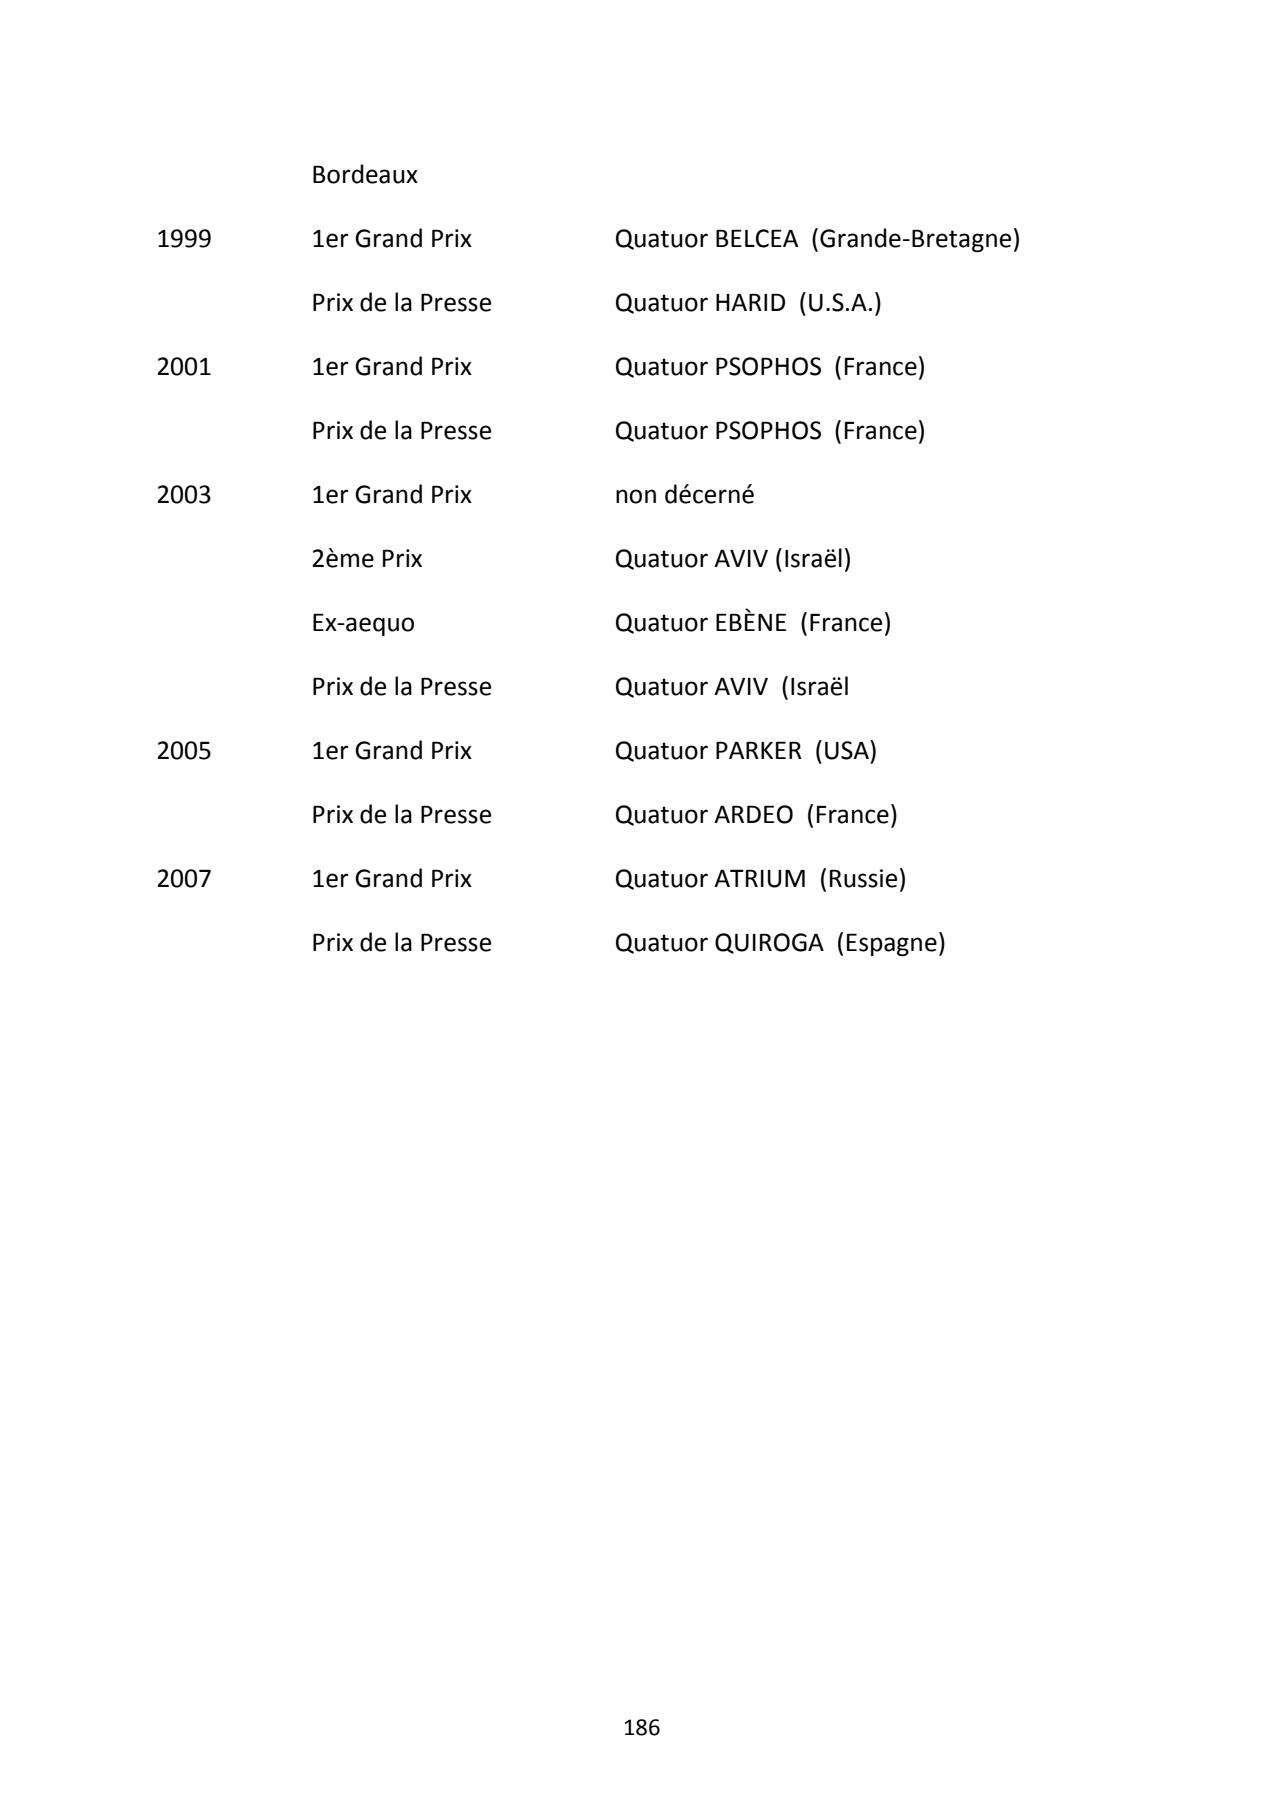 Bordeaux
1999 1er Grand Prix Quatuor BELCEA (Grande-Bretagne)
Prix de la Presse Quatuor HARID (U.S.A.)
2001 1er Grand Prix Quatuor PSOPHOS (France)
Prix de la Presse Quatuor PSOPHOS (France)
2003 1er Grand Prix non décerné
2ème Prix Quatuor AVIV (Israël)
Ex-aequo Quatuor EBÈNE (France)
Prix de la Presse Quatuor AVIV (Israël
2005 1er Grand Prix Quatuor PARKER (USA)
Prix de la Presse Quatuor ARDEO (France)
2007 1er Grand Prix Quatuor ATRIUM (Russie)
Prix de la Presse Quatuor QUIROGA (Espagne)
186